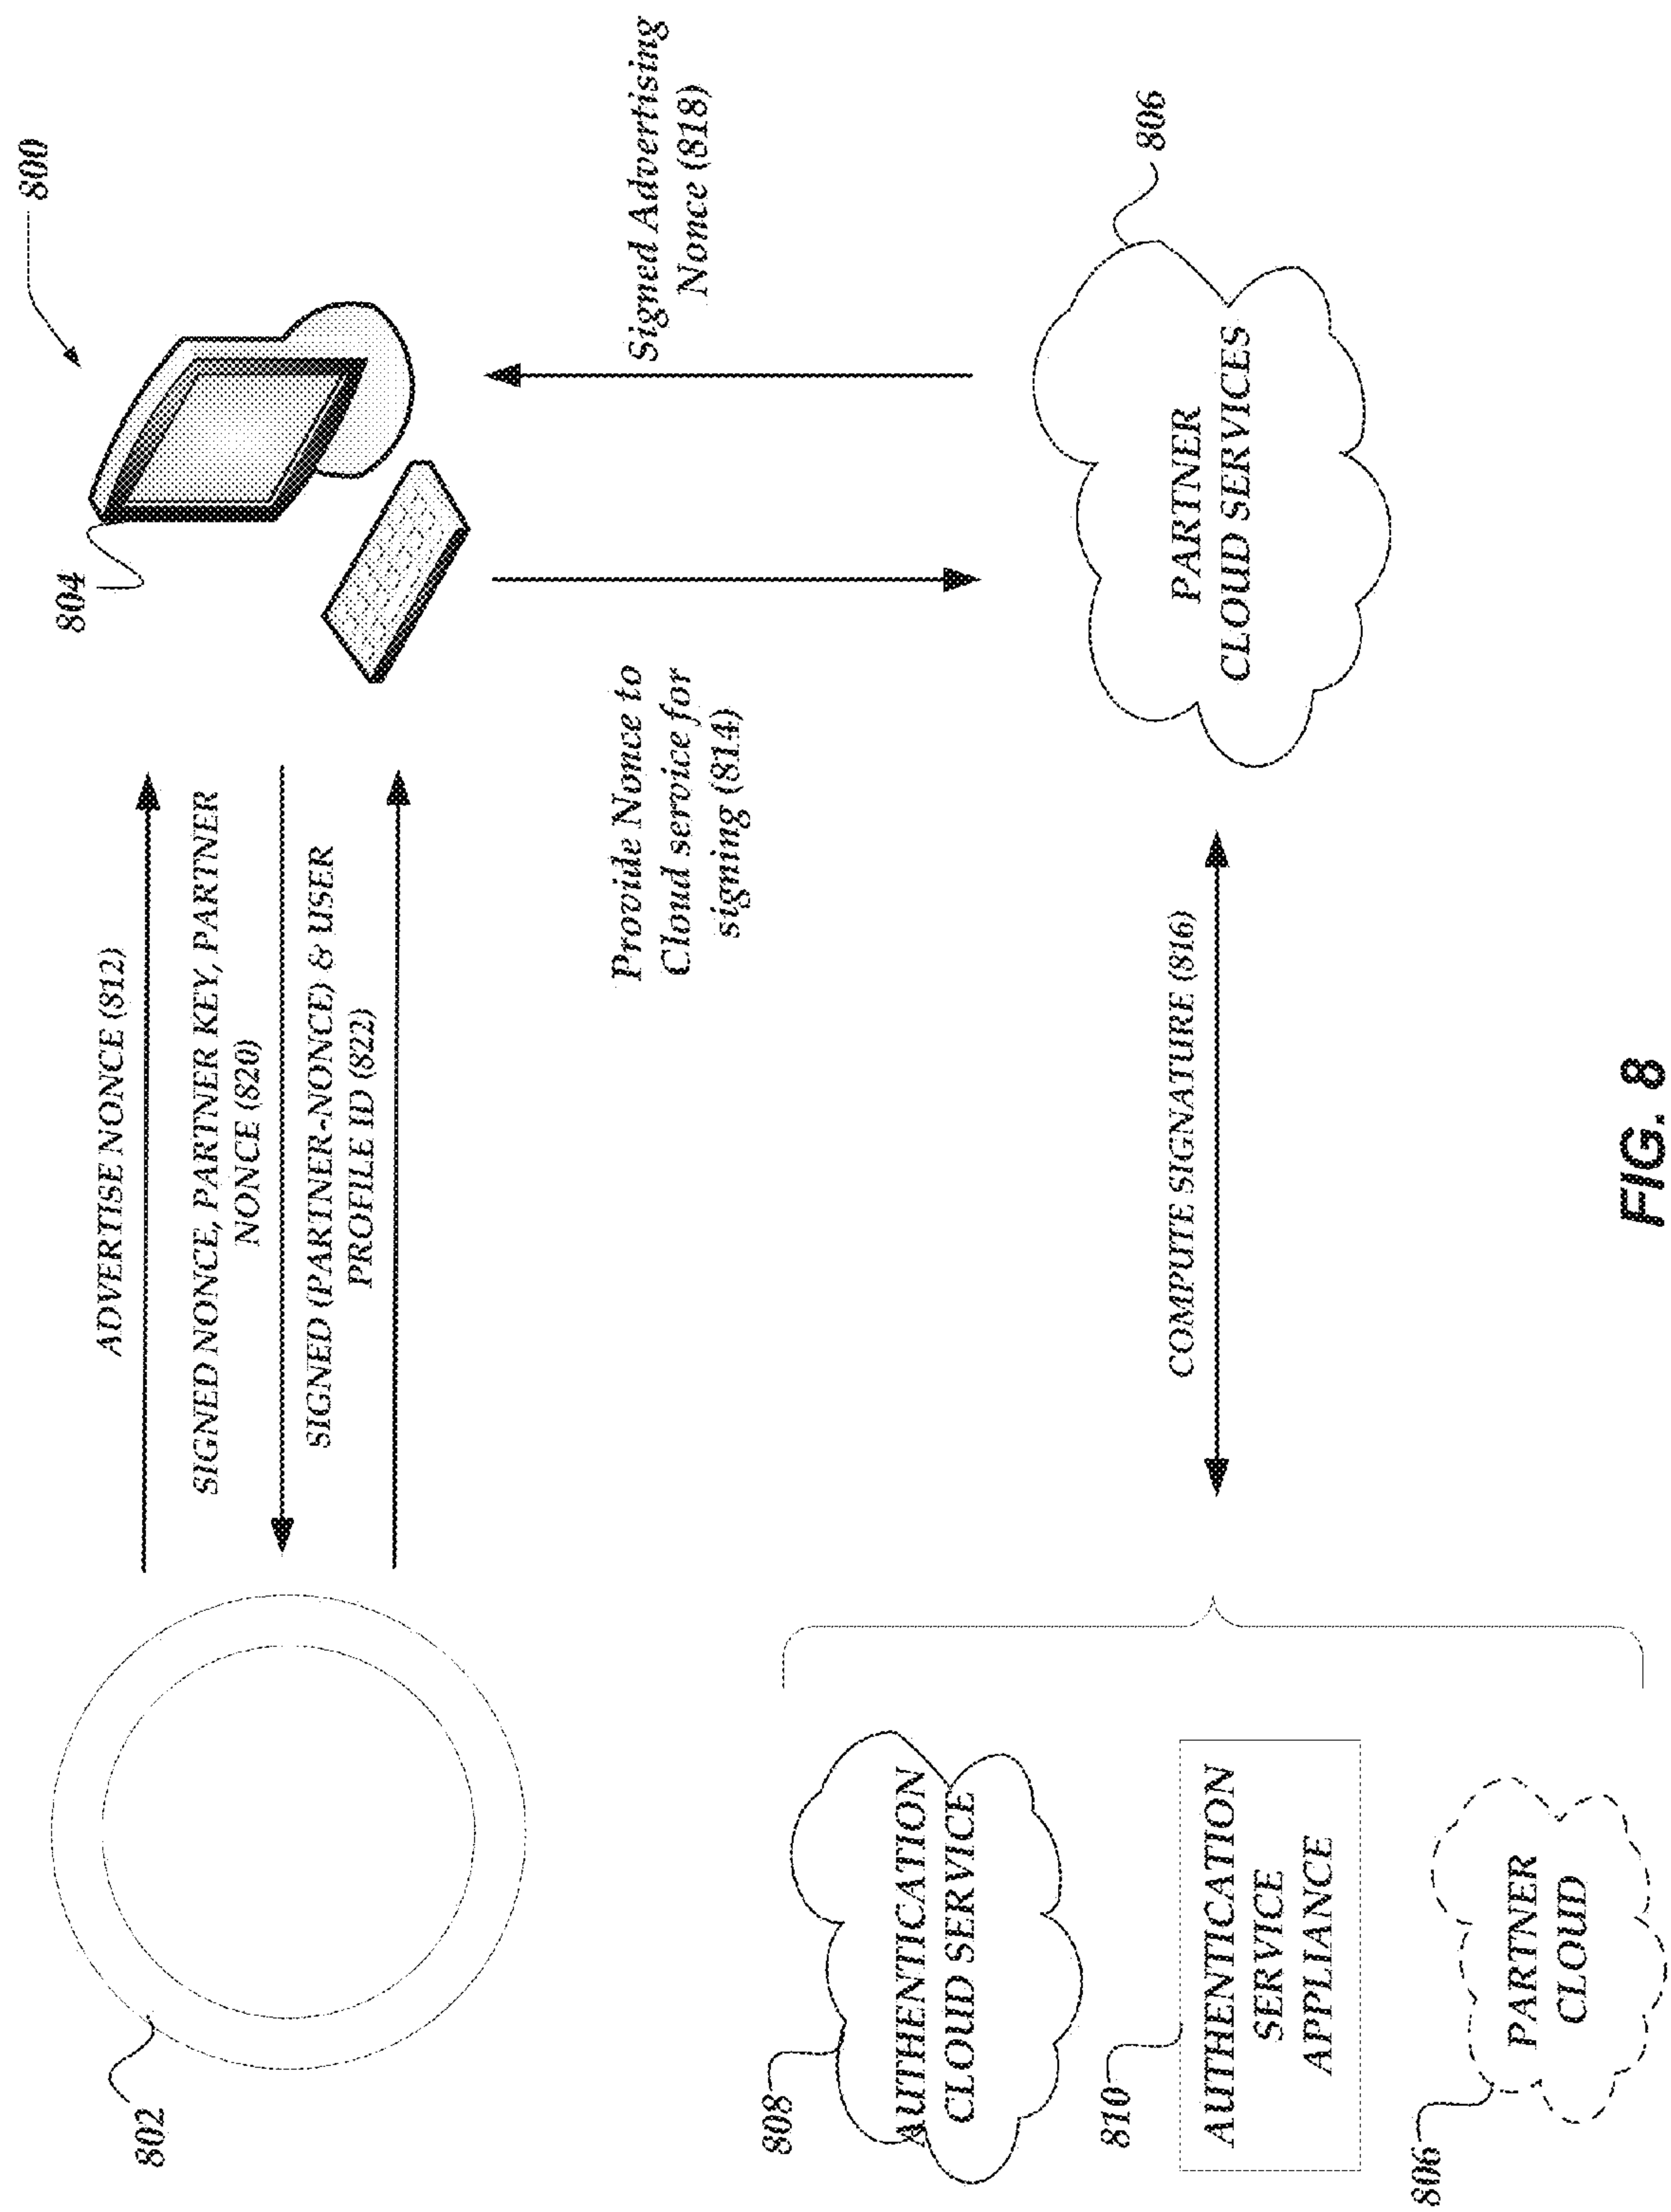 800
804
802
ADVERTISE NONCE (812)
SIGNED NONCE, PARTNER KEY, PARTNER
NONCE (820)
SIGNED (PARTNER-NONCE) & USER
PROFILE ID (822)
Provide Nonce to
Cloud service for
signing (814)
Signed Advertising
Nonce (818)
808
AUTHENTICATION
CLOUD SERVICE
810
AUTHENTICATION
SERVICE
APPLIANCE
806
PARTNER
CLOUD
COMPUTE SIGNATURE (816)
PARTNER
CLOUD SERVICES
806
FIG. 8